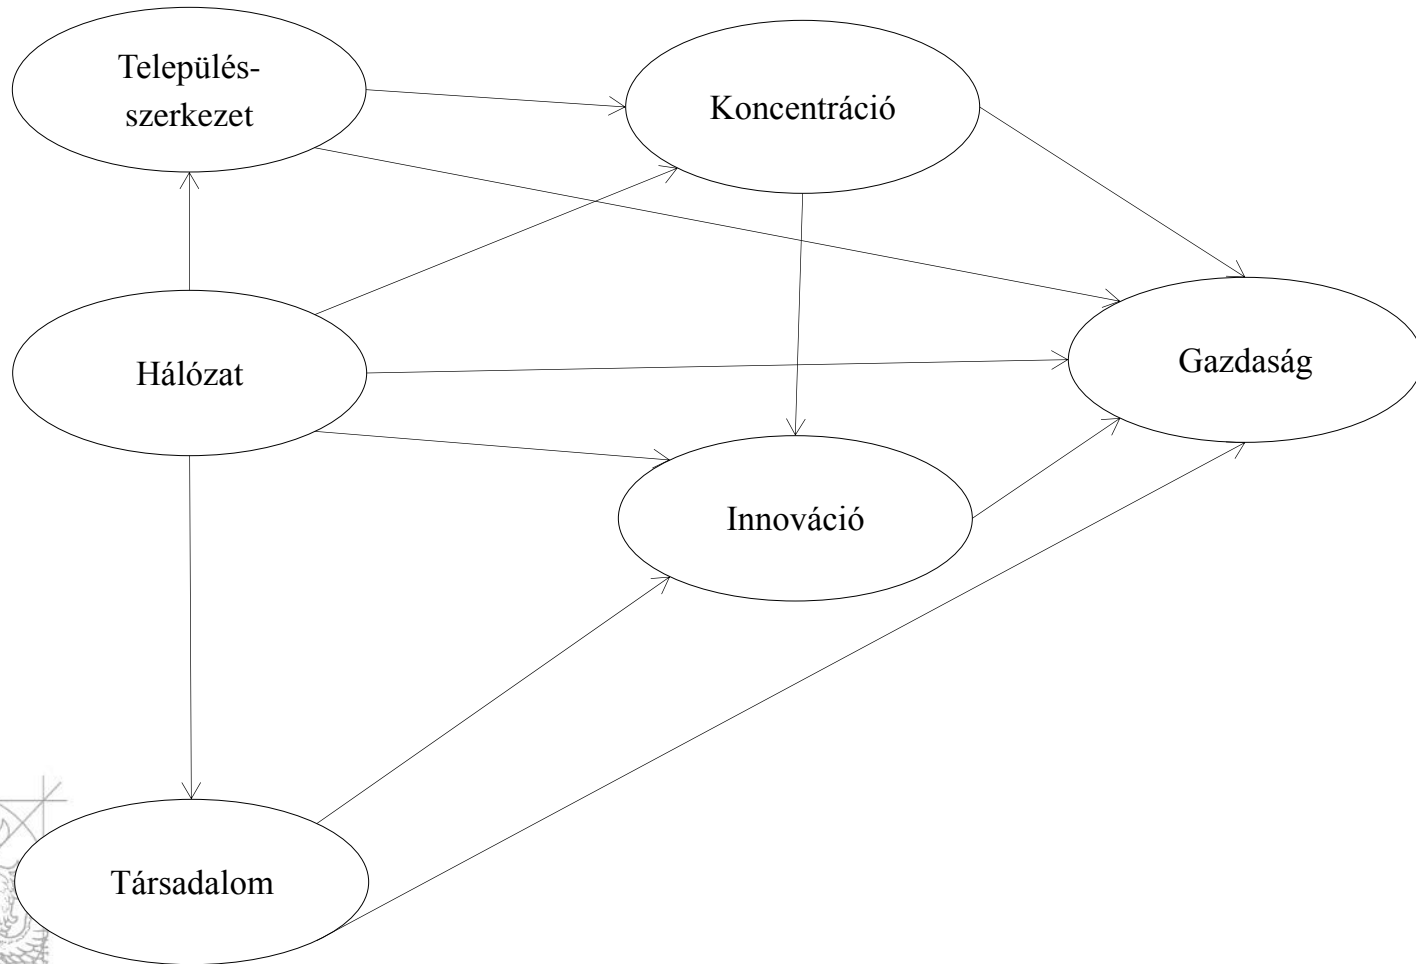 Település-
szerkezet
Koncentráció
Hálózat
Gazdaság
Innováció
Társadalom